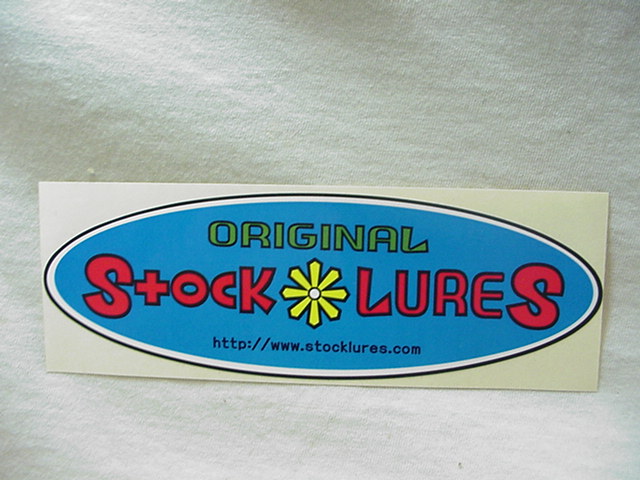 ORIGINAL
StocK LURES
http://www.stocklures.com